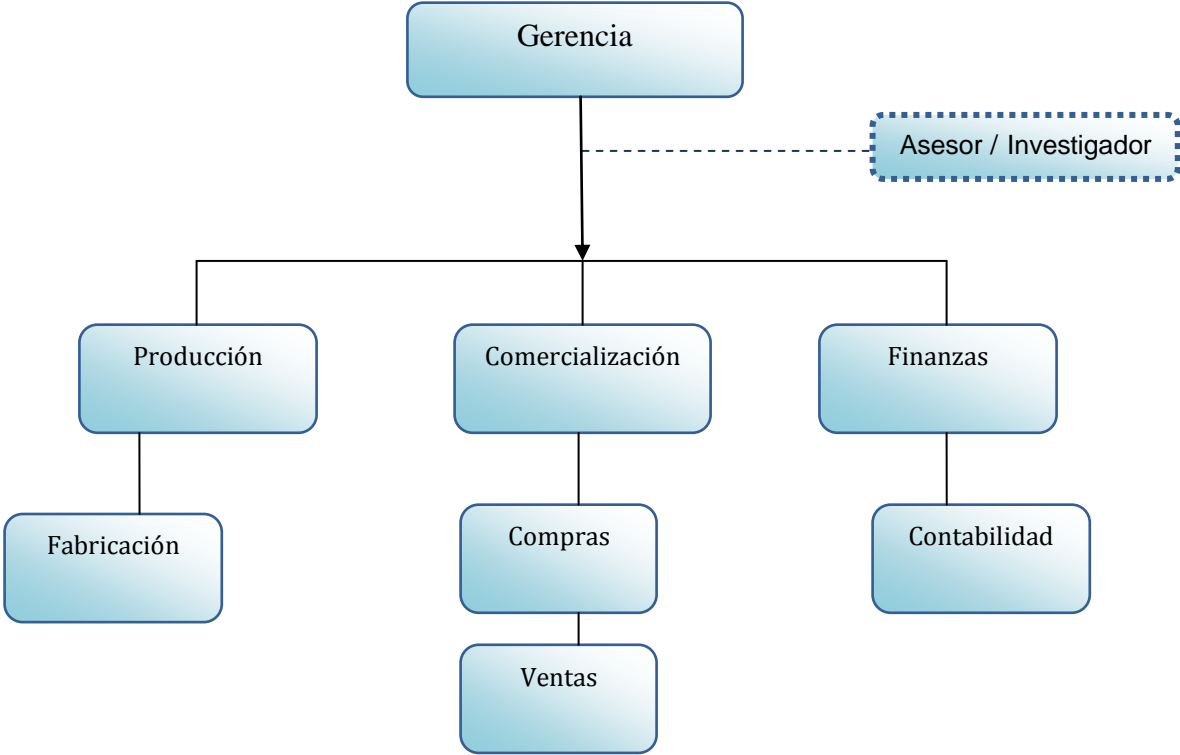 Gerencia
Asesor / Investigador
Producción
Comercialización
Finanzas
Fabricación
Compras
Contabilidad
Ventas